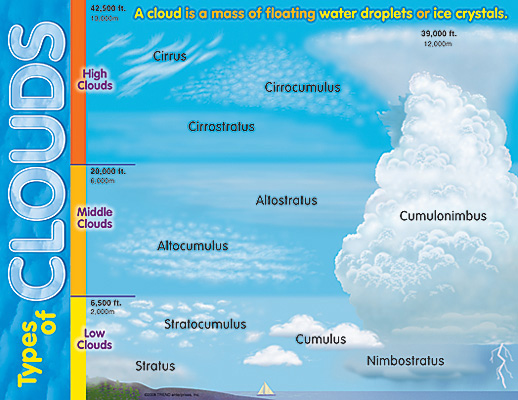 Types of CLOUDS
A cloud is a mass of floating water droplets or ice crystals.
42,500 ft.
13,000m
39,000 ft.
12,000m
Cirrus
High
Clouds
Cirrocumulus
Cirrostratus
20,000 ft.
6,000m
Altostratus
Middle
Clouds
Cumulonimbus
Altocumulus
6,500 ft.
2,000m
Stratocumulus
Low
Clouds
Cumulus
Stratus
Nimbostratus